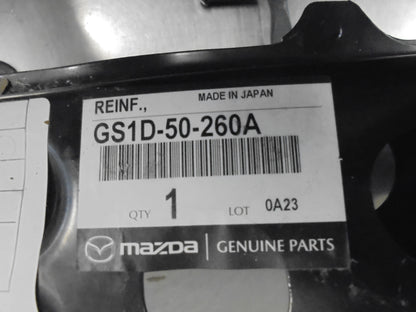 REINF., MADE IN JAPAN
GS1D-50-260A
QTY 1 LOT 0A23
mazda | GENUINE PARTS